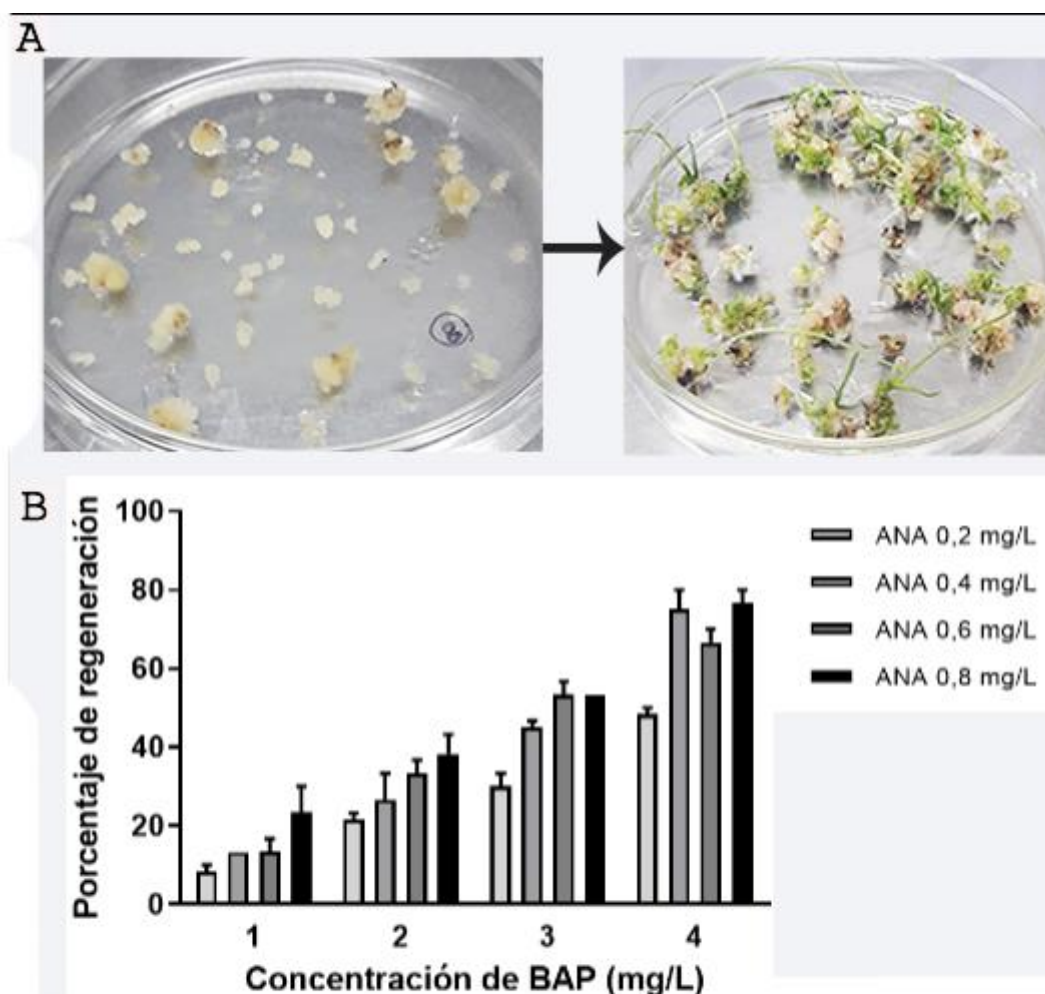 A
B
Porcentaje de regeneración
100
80
60
40
20
0
1 2 3 4
Concentración de BAP (mg/L)
ANA 0,2 mg/L
ANA 0,4 mg/L
ANA 0,6 mg/L
ANA 0,8 mg/L